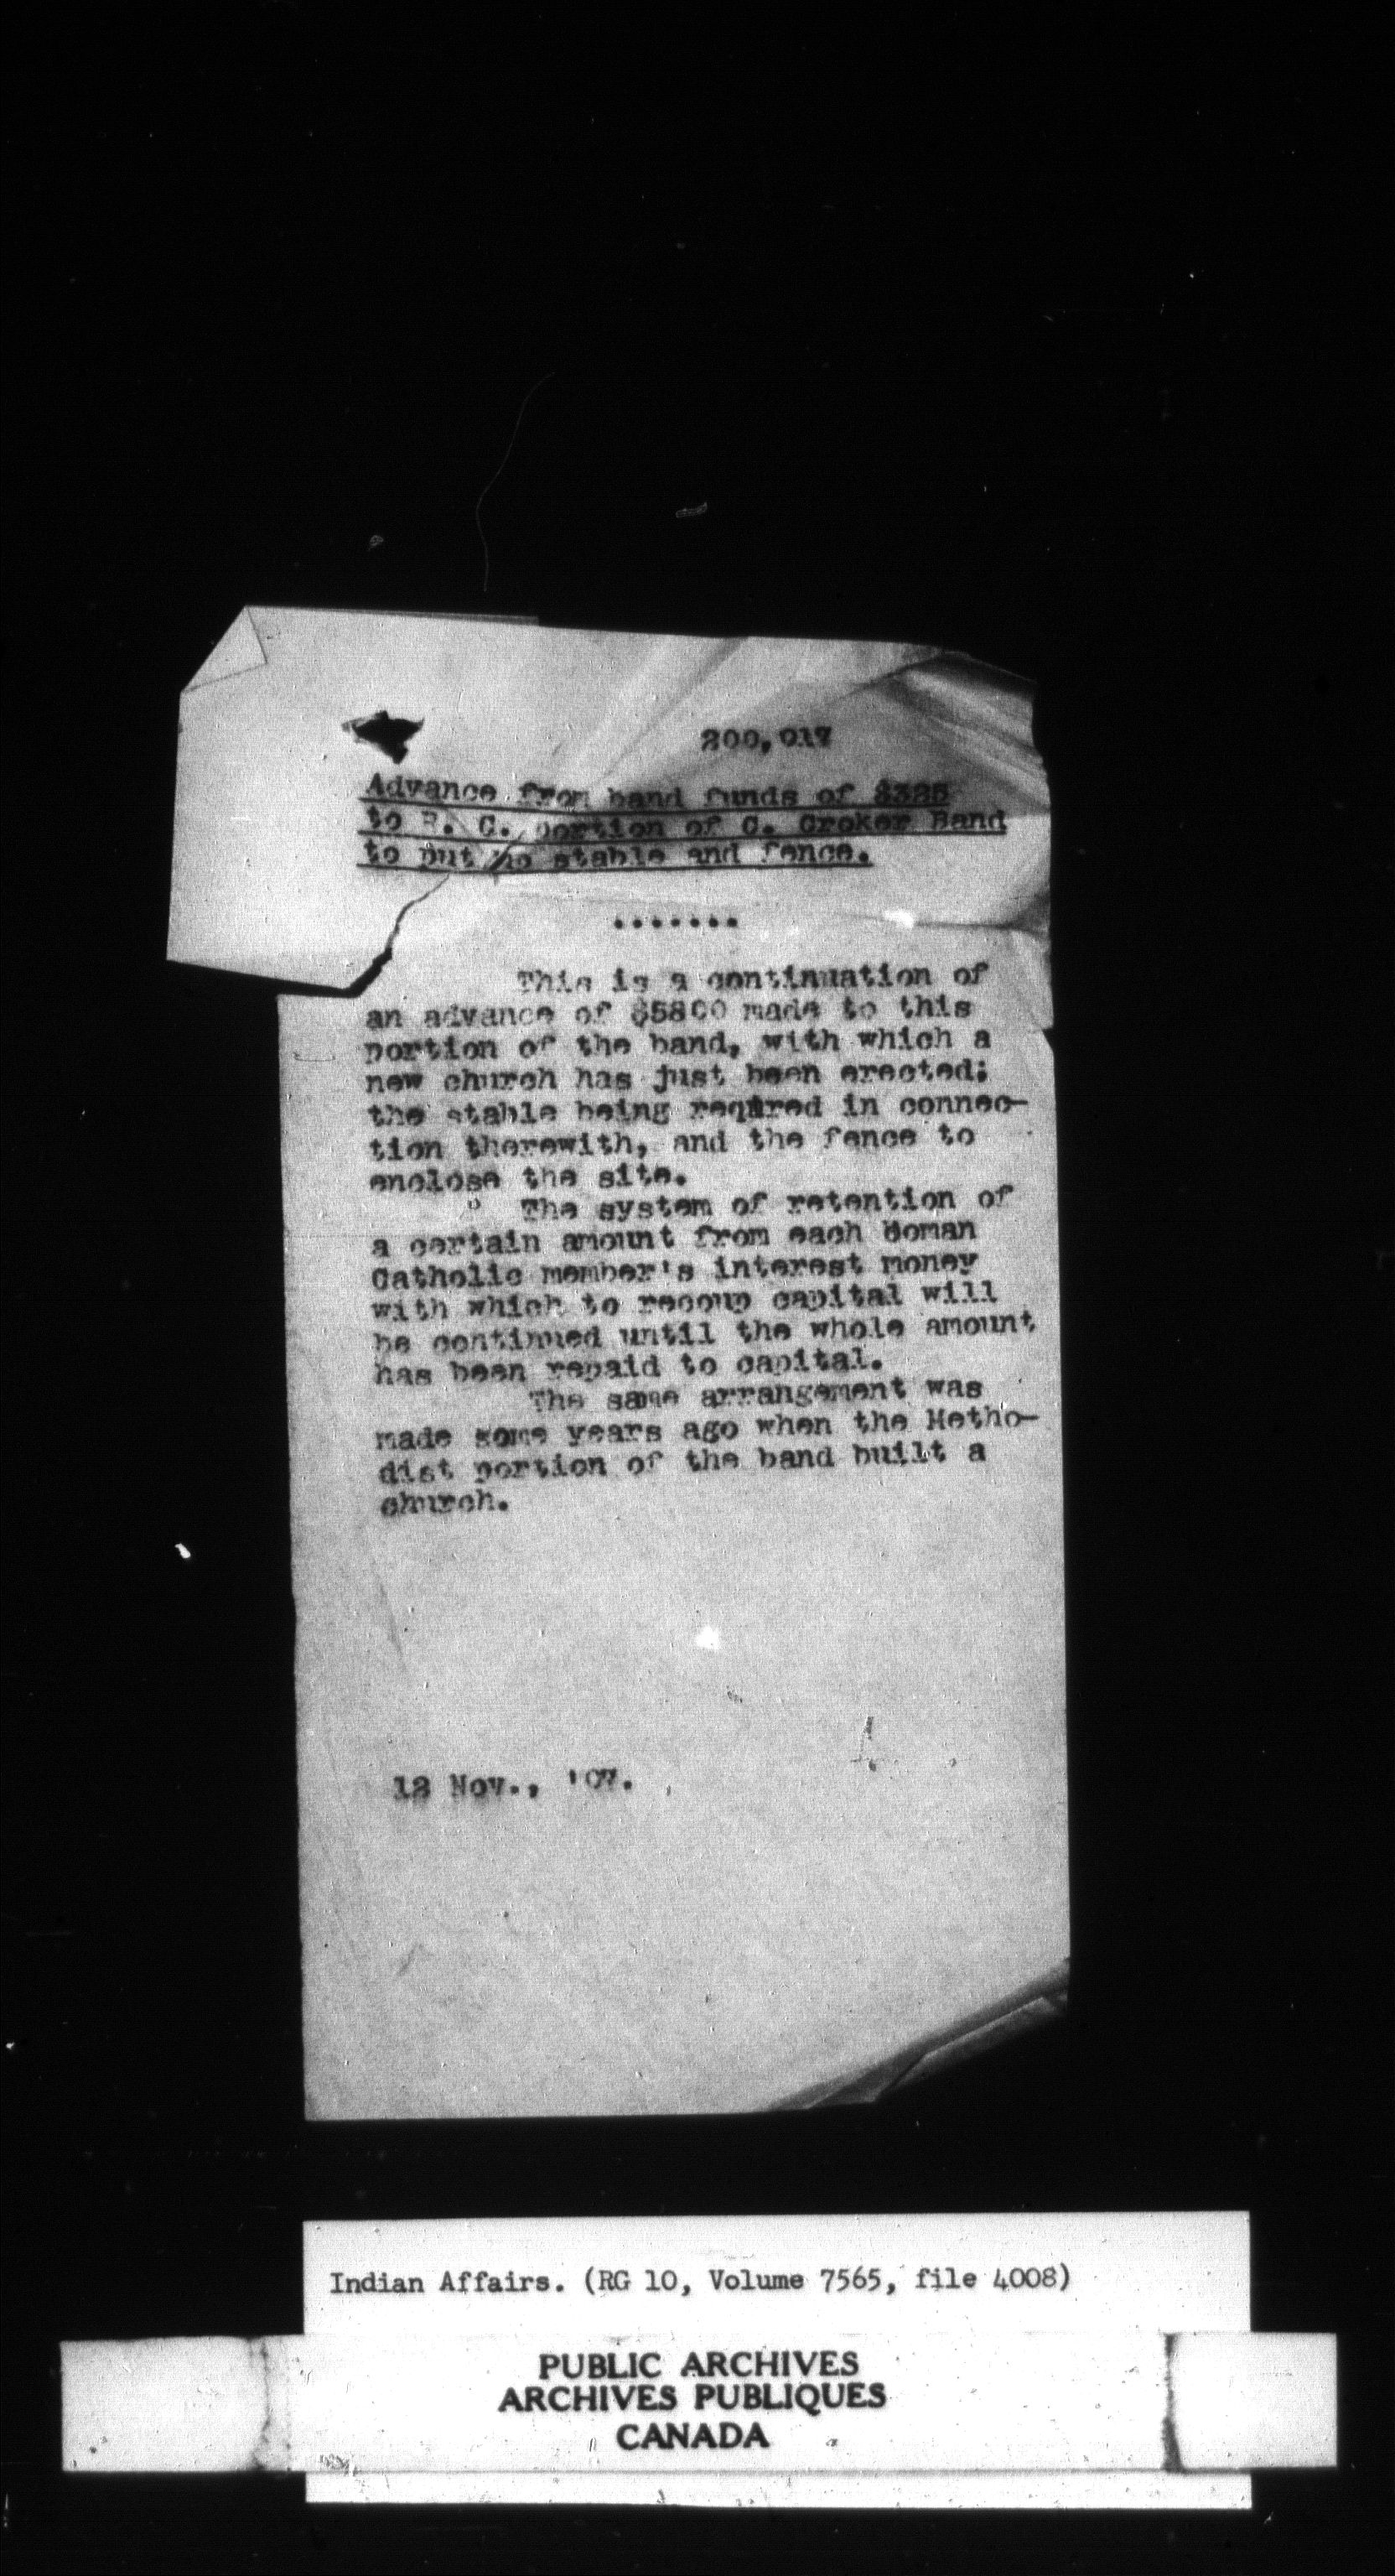 200,017
Advance from band funds of $325
to R. C. portion of C. Croker Band
to put up stable and fence.
.......
This is a continuation of
an advance of $5800 made to this
portion of the band, with which a
new church has just been erected;
the stable being required in connec-
tion therewith, and the fence to
enclose the site.
The system of retention of
a certain amount from each Roman
Catholic member's interest money
with which to recoup capital will
be continued until the whole amount
has been repaid to capital.
The same arrangement was
made some years ago when the Metho-
dist portion of the band built a
church.
12 Nov., '07.
Indian Affairs. (RG 10, Volume 7565, file 4008)
PUBLIC ARCHIVES
ARCHIVES PUBLIQUES
CANADA